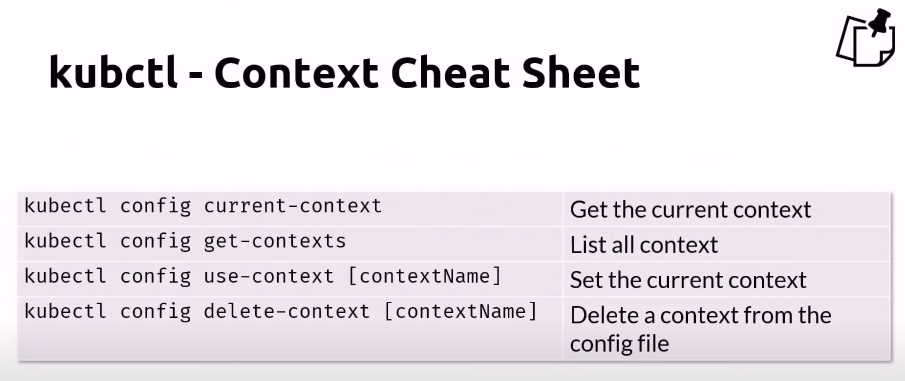 kubctl - Context Cheat Sheet
kubectl config current-context
Get the current context
kubectl config get-contexts
List all context
kubectl config use-context [contextName]
Set the current context
kubectl config delete-context [contextName]
Delete a context from the
config file